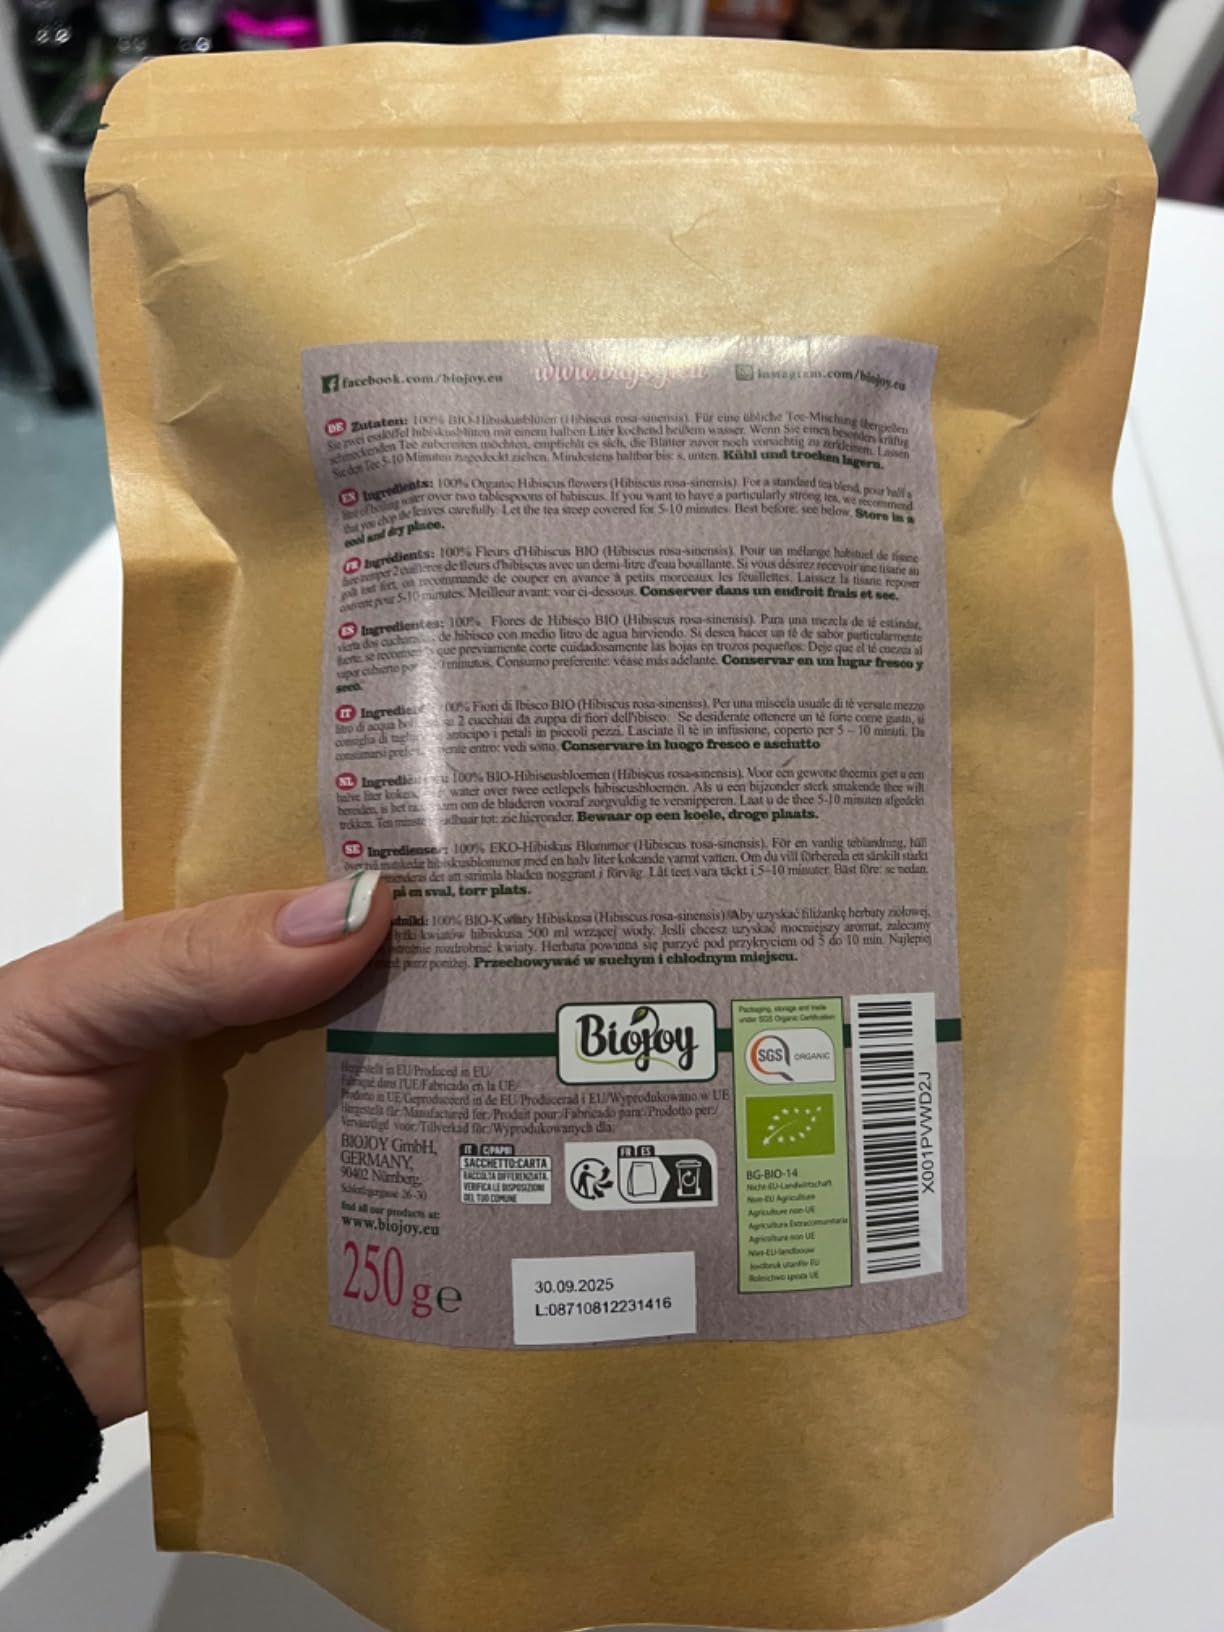 facebook.com/biojoy.eu
www.biojoy.eu
instagram.com/biojoy.eu
DE Zutaten: 100% BIO-Hibiskusblüten (Hibiscus rosa-sinensis). Für eine übliche Tee-Mischung übergießen
Sie zwei esslöffel hibiskusblüten mit einem halben Liter kochend heißem wasser. Wenn Sie einen besonders kräftig
schmeckenden Tee zubereiten möchten, empfiehlt es sich, die Blätter zuvor noch vorsichtig zu zerkleinern. Lassen
Sie den Tee 5-10 Minuten zugedeckt ziehen. Mindestens haltbar bis: s. unten. Kühl und trocken lagern.
EN Ingredients: 100% Organic Hibiscus flowers (Hibiscus rosa-sinensis). For a standard tea blend, pour half a
litre of boiling water over two tablespoons of hibiscus. If you want to have a particularly strong tea, we recommend
that you chop the leaves carefully. Let the tea steep covered for 5-10 minutes. Best before: see below. Store in a
cool and dry place.
FR Ingrédients: 100% Fleurs d'Hibiscus BIO (Hibiscus rosa-sinensis). Pour un mélange habituel de tisane
faire tremper 2 cuillères de fleurs d'hibiscus avec un demi-litre d'eau bouillante. Si vous désirez recevoir une tisane au
goût tout fort, on recommande de couper en avance à petits morceaux les feuillettes. Laissez la tisane reposer
couverte pour 5-10 minutes. Meilleur avant: voir ci-dessous. Conserver dans un endroit frais et sec.
ES Ingredientes: 100% Flores de Hibisco BIO (Hibiscus rosa-sinensis). Para una mezcla de té estándar,
vierta dos de hibisco con medio litro de agua hirviendo. Si desea hacer un té de sabor particularmente
fuerte, se que previamente corte cuidadosamente las hojas en trozos pequeños. Deje que el té cuezca al
vapor cubierto minutos. Consumo preferente: véase más adelante. Conservar en un lugar fresco y
seco.
IT 100% Fiori di Ibisco BIO (Hibiscus rosa-sinensis). Per una miscela usuale di tè versate mezzo
litro di acqua 2 cucchiai da zuppa di fiori dell'ibisco. Se desiderate ottenere un tè forte come gusto, si
consiglia di anticipo i petali in piccoli pezzi. Lasciate il tè in infusione, coperto per 5 – 10 minuti. Da
consumarsi entro: vedi sotto. Conservare in luogo fresco e asciutto
NL 100% BIO-Hibiscusbloemen (Hibiscus rosa-sinensis). Voor een gewone theemix giet u een
halve liter water over twee eetlepels hibiscusbloemen. Als u een bijzonder sterk smakende thee wilt
bereiden, is het om de bladeren vooraf zorgvuldig te versnipperen. Laat u de thee 5-10 minuten afgedekt
trekken. Ten minste tot: zie hieronder. Bewaar op een koele, droge plaats.
SE Ingredienser: 100% EKO-Hibiskus Blommor (Hibiscus rosa-sinensis). För en vanlig teblandning, häll
över två matskedar hibiskusblommor med en halv liter kokande varmt vatten. Om du vill förbereda ett särskilt starkt
det att strimla bladen noggrant i förväg. Låt teet vara täckt i 5-10 minuter. Bäst före: se nedan.
på en sval, torr plats.
100% BIO-Kwiaty Hibiskusa (Hibiscus rosa-sinensis). Aby uzyskać filiżankę herbaty ziołowej,
łyżki kwiatów hibiskusa 500 ml wrzącej wody. Jeśli chcesz uzyskać mocniejszy aromat, zalecamy
rozdrobnić kwiaty. Herbata powinna się parzyć pod przykryciem od 5 do 10 min. Najlepiej
poniżej. Przechowywać w suchym i chłodnym miejscu.
Biojoy
Packaging, storage and trade
under SGS Organic Certification
SGS ORGANIC
Hergestellt in EU/Produced in EU/
Fabriqué dans l'UE/Fabricado en la UE/
Prodotto in UE/Geproduceerd in de EU/Producerad i EU/Wyprodukowano w UE
Hergestellt für:/Manufactured for:/Produit pour:/Fabricado para:/Prodotto per:/
Vervaardigd voor:/Tillverkad för:/Wyprodukowanych dla:
BIOJOY GmbH,
GERMANY,
90402 Nürnberg,
26-30
find all our products at:
www.biojoy.eu
250 g e
IT C/PAP81
SACCHETTO:CARTA
RACCOLTA DIFFERENZIATA.
VERIFICA LE DISPOSIZIONI
DEL TUO COMUNE
FR ES
30.09.2025
L:08710812231416
BG-BIO-14
Nicht-EU-Landwirtschaft
Non-EU Agriculture
Agriculture non-UE
Agricultura Extracomunitaria
Agricoltura non UE
Niet-EU-landbouw
Jordbruk utanför EU
Rolnictwo spoza UE
X001PVWD2J